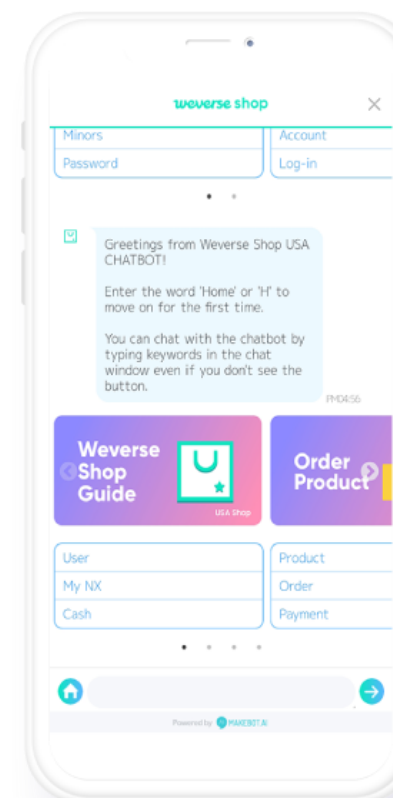 weverse shop
Minors
Account
Password
Log-in
Greetings from Weverse Shop USA
CHATBOT!
Enter the word 'Home' or 'H' to
move on for the first time.
You can chat with the chatbot by
typing keywords in the chat
window even if you don't see the
button.
PM04:56
Weverse
Shop
Guide
USA Shop
Order
Product
User
Product
My NX
Order
Cash
Payment
Powered by MAKEBOT.AI